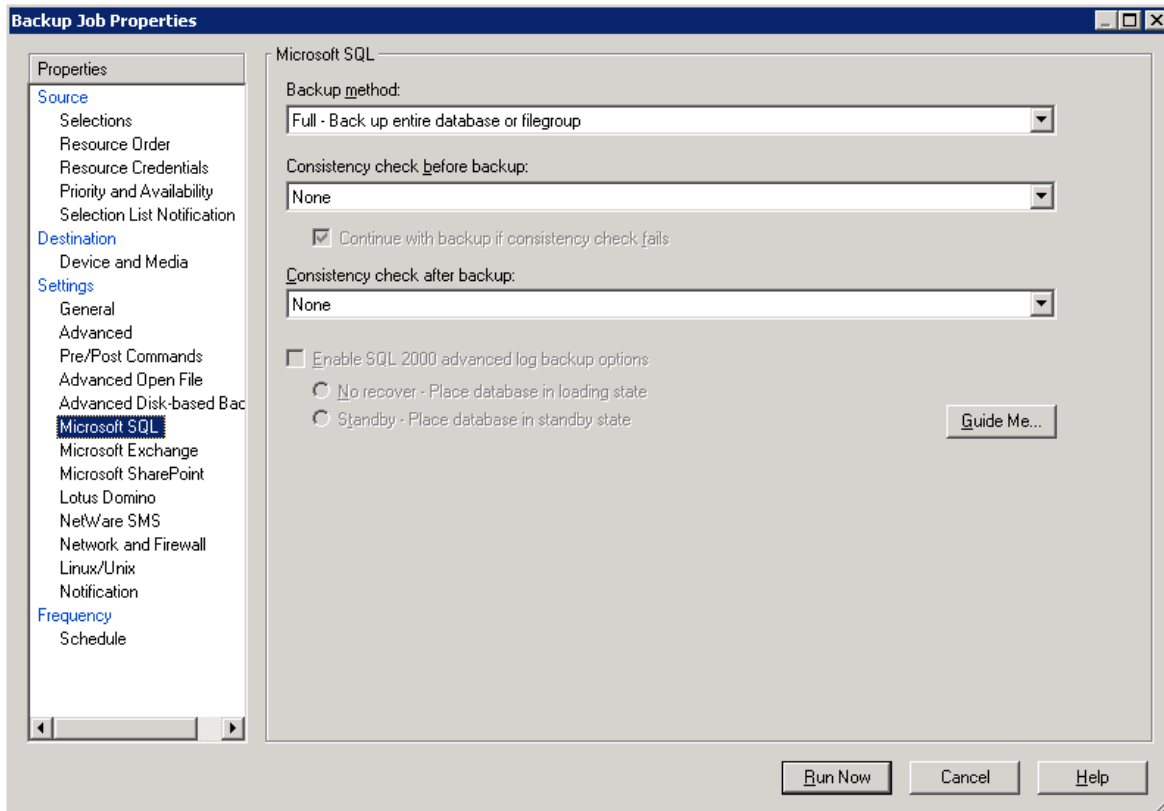 Backup Job Properties
Properties
Source
Selections
Resource Order
Resource Credentials
Priority and Availability
Selection List Notification
Destination
Device and Media
Settings
General
Advanced
Pre/Post Commands
Advanced Open File
Advanced Disk-based Bac
Microsoft SQL
Microsoft Exchange
Microsoft SharePoint
Lotus Domino
NetWare SMS
Network and Firewall
Linux/Unix
Notification
Frequency
Schedule
Microsoft SQL
Backup method:
Full - Back up entire database or filegroup
Consistency check before backup:
None
Continue with backup if consistency check fails
Consistency check after backup:
None
Enable SQL 2000 advanced log backup options
No recover - Place database in loading state
Standby - Place database in standby state
Guide Me...
Run Now
Cancel
Help